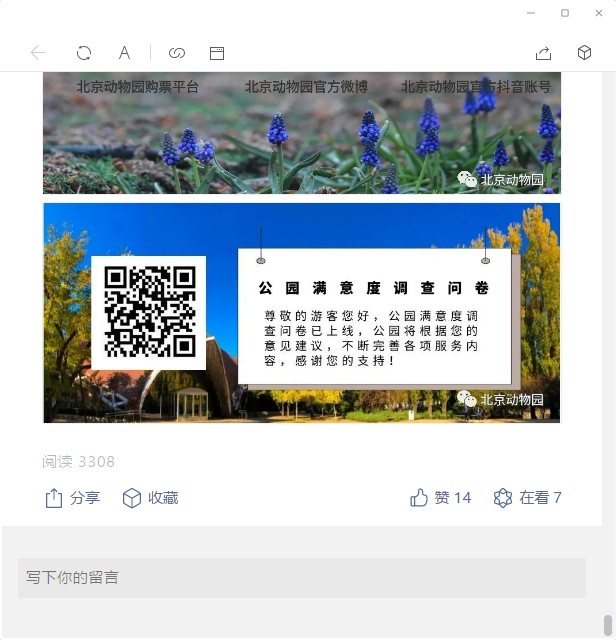 A
北京动物园购票平台 北京动物园官方微博 北京动物园官方抖音账号
北京动物园
公园满意度调查问卷
尊敬的游客您好，公园满意度调
查问卷已上线，公园将根据您的
意见建议，不断完善各项服务内
容，感谢您的支持！
北京动物园
阅读 3308
分享 收藏 赞 14 在看 7
写下你的留言